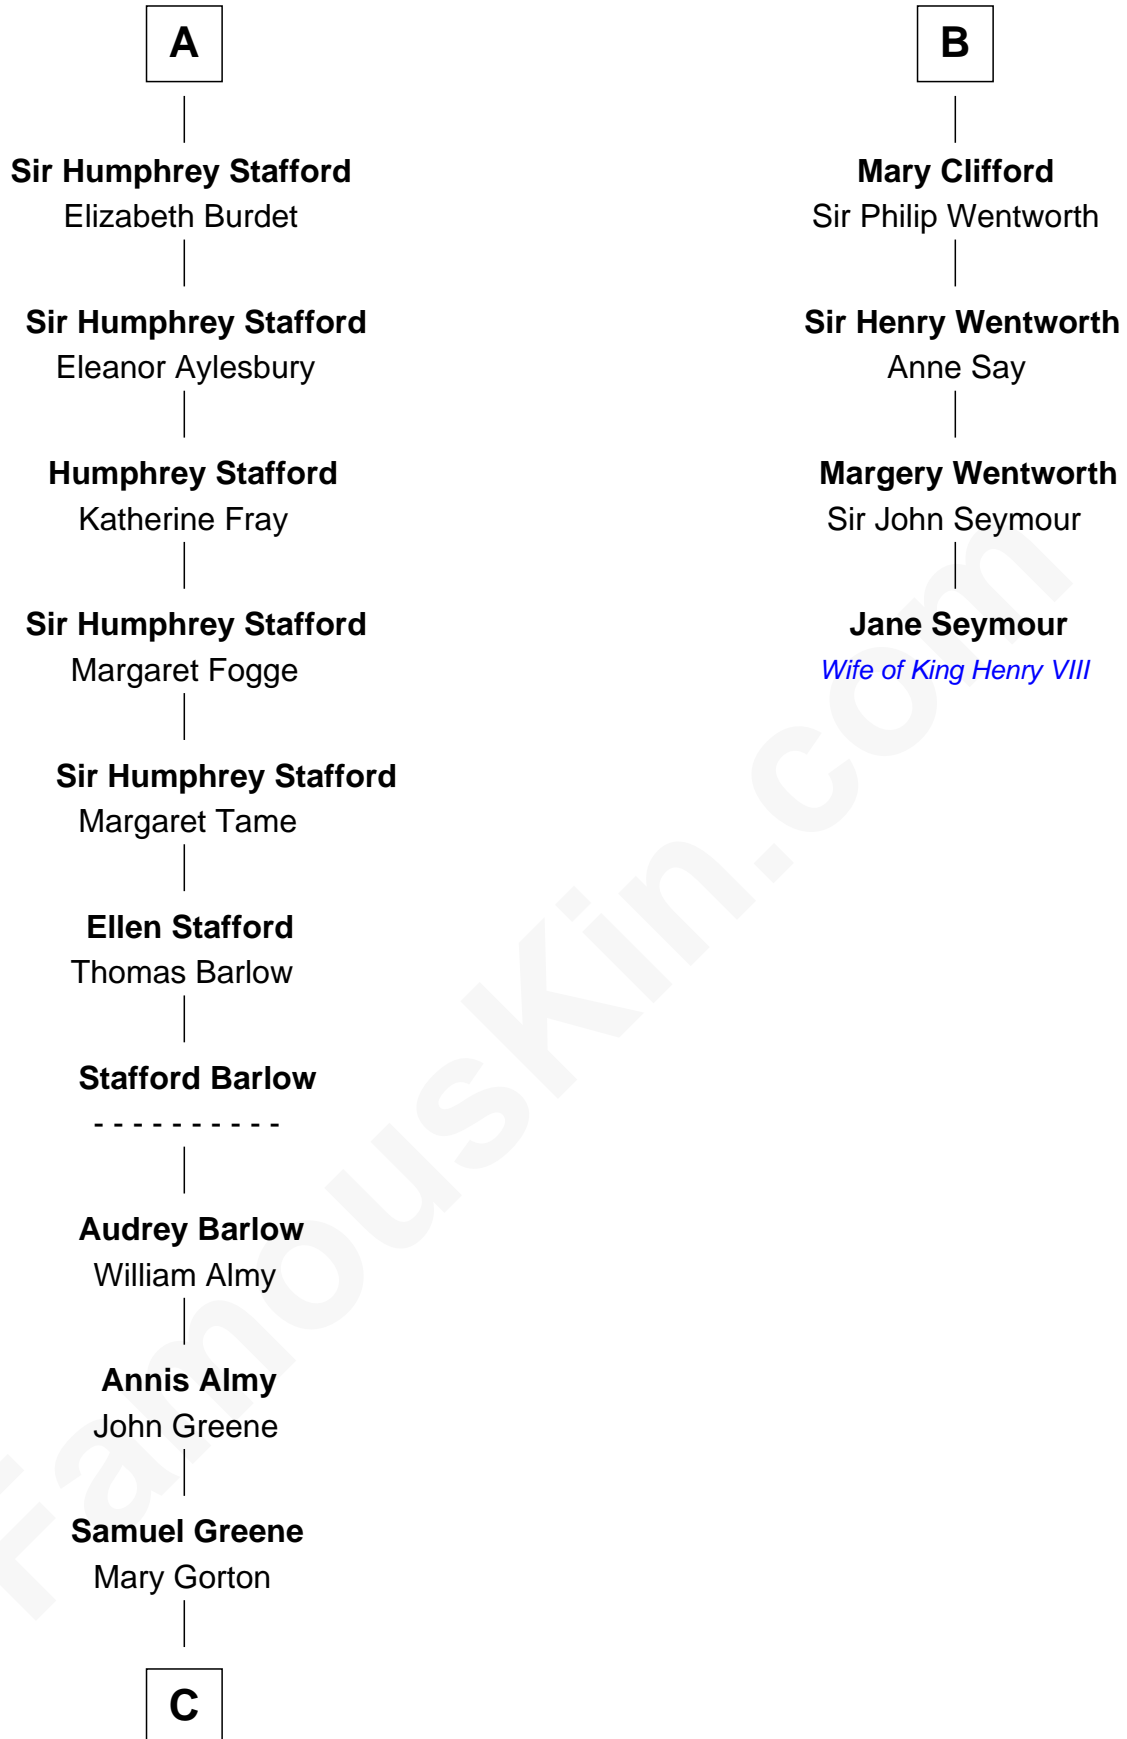 A
Sir Humphrey Stafford
Elizabeth Burdet
Sir Humphrey Stafford
Eleanor Aylesbury
Humphrey Stafford
Katherine Fray
Sir Humphrey Stafford
Margaret Fogge
Sir Humphrey Stafford
Margaret Tame
Ellen Stafford
Thomas Barlow
Stafford Barlow
- - - - - - - - - -
Audrey Barlow
William Almy
Annis Almy
John Greene
Samuel Greene
Mary Gorton
C
B
Mary Clifford
Sir Philip Wentworth
Sir Henry Wentworth
Anne Say
Margery Wentworth
Sir John Seymour
Jane Seymour
Wife of King Henry VIII
FamousKin.com